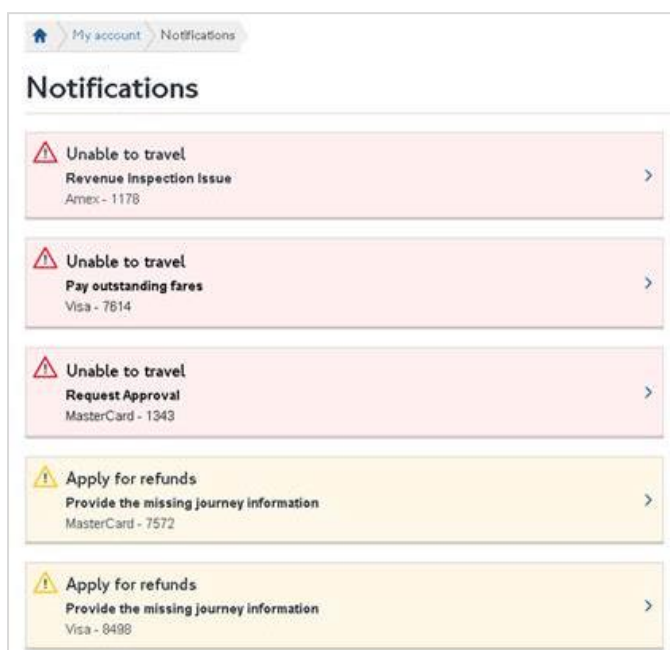 My account Notifications
Notifications
Unable to travel
Revenue Inspection Issue
Amex - 1178
Unable to travel
Pay outstanding fares
Visa - 7614
Unable to travel
Request Approval
MasterCard - 1343
Apply for refunds
Provide the missing journey information
MasterCard - 7572
Apply for refunds
Provide the missing journey information
Visa - 8498